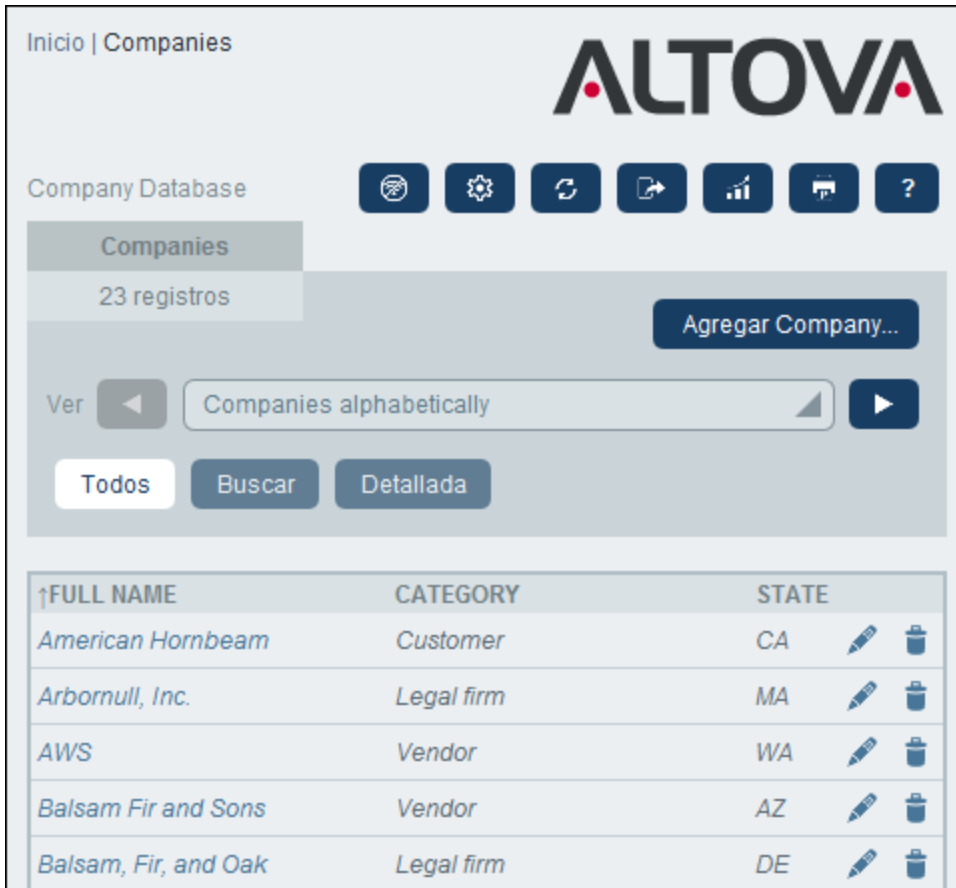 Inicio | Companies
ALTOVA
Company Database
?
Companies
23 registros
Agregar Company...
Ver
Companies alphabetically
Todos Buscar Detallada
↑FULL NAME CATEGORY STATE
American Hornbeam Customer CA
Arbornull, Inc. Legal firm MA
AWS Vendor WA
Balsam Fir and Sons Vendor AZ
Balsam, Fir, and Oak Legal firm DE